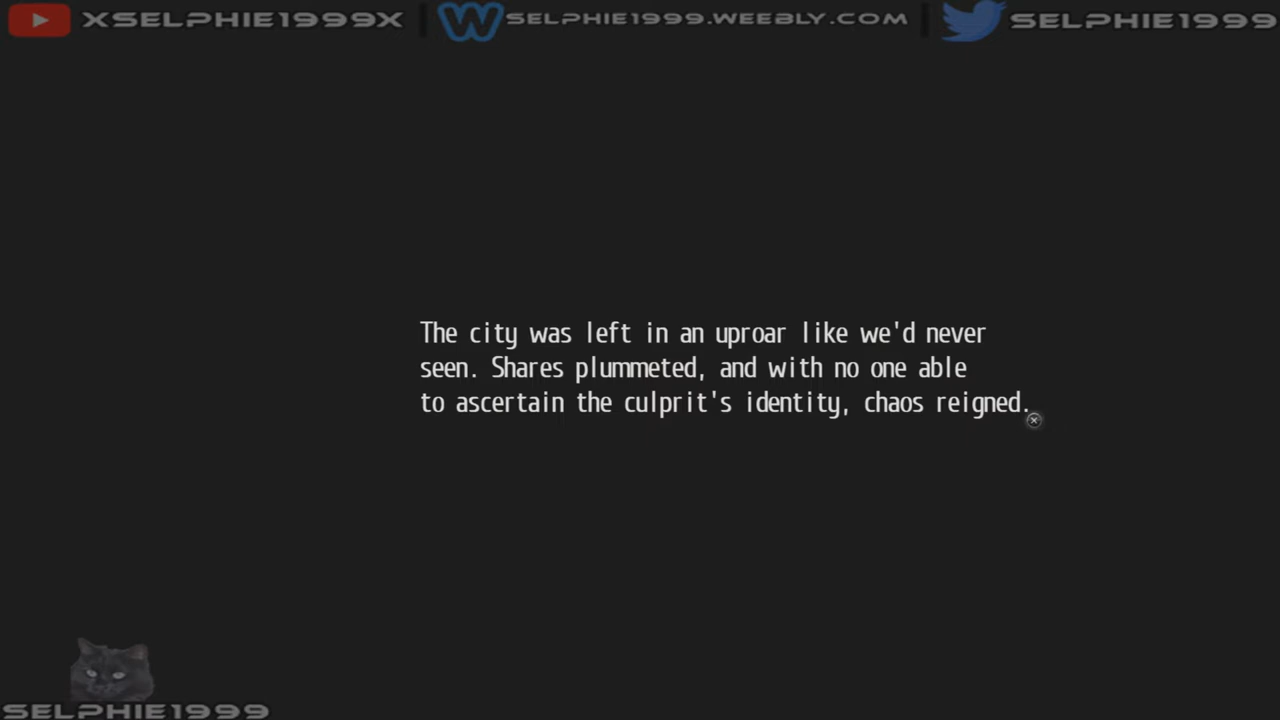 XSELPHIE1999X | SELPHIE1999.WEEBLY.COM | SELPHIE1999
The city was left in an uproar like we'd never
seen. Shares plummeted, and with no one able
to ascertain the culprit's identity, chaos reigned.
SELPHIE1999